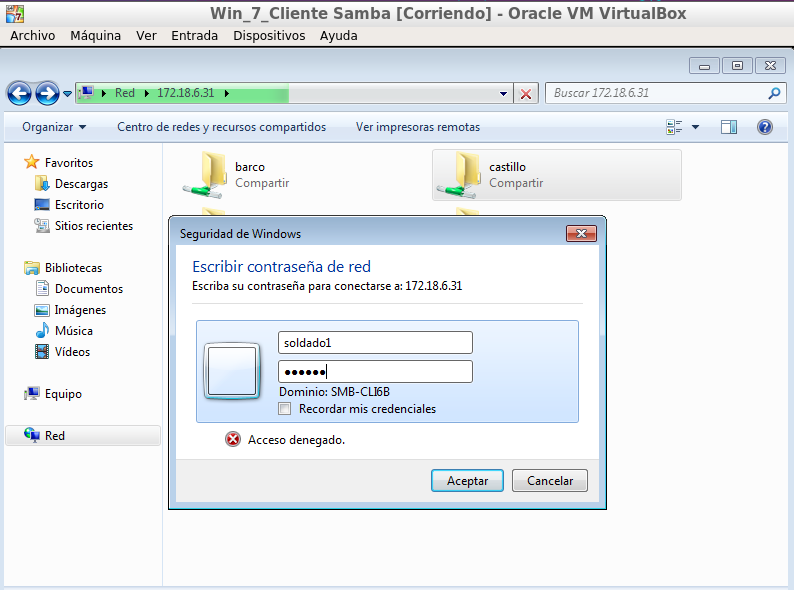 Win_7_Cliente Samba [Corriendo] - Oracle VM VirtualBox
Archivo Máquina Ver Entrada Dispositivos Ayuda
Red 172.18.6.31
Buscar 172.18.6.31
Organizar Centro de redes y recursos compartidos Ver impresoras remotas
Favoritos
Descargas
Escritorio
Sitios recientes
Bibliotecas
Documentos
Imágenes
Música
Vídeos
Equipo
Red
barco
Compartir
castillo
Compartir
Seguridad de Windows
Escribir contraseña de red
Escriba su contraseña para conectarse a: 172.18.6.31
soldado1
••••••
Dominio: SMB-CLI6B
Recordar mis credenciales
Acceso denegado.
Aceptar Cancelar